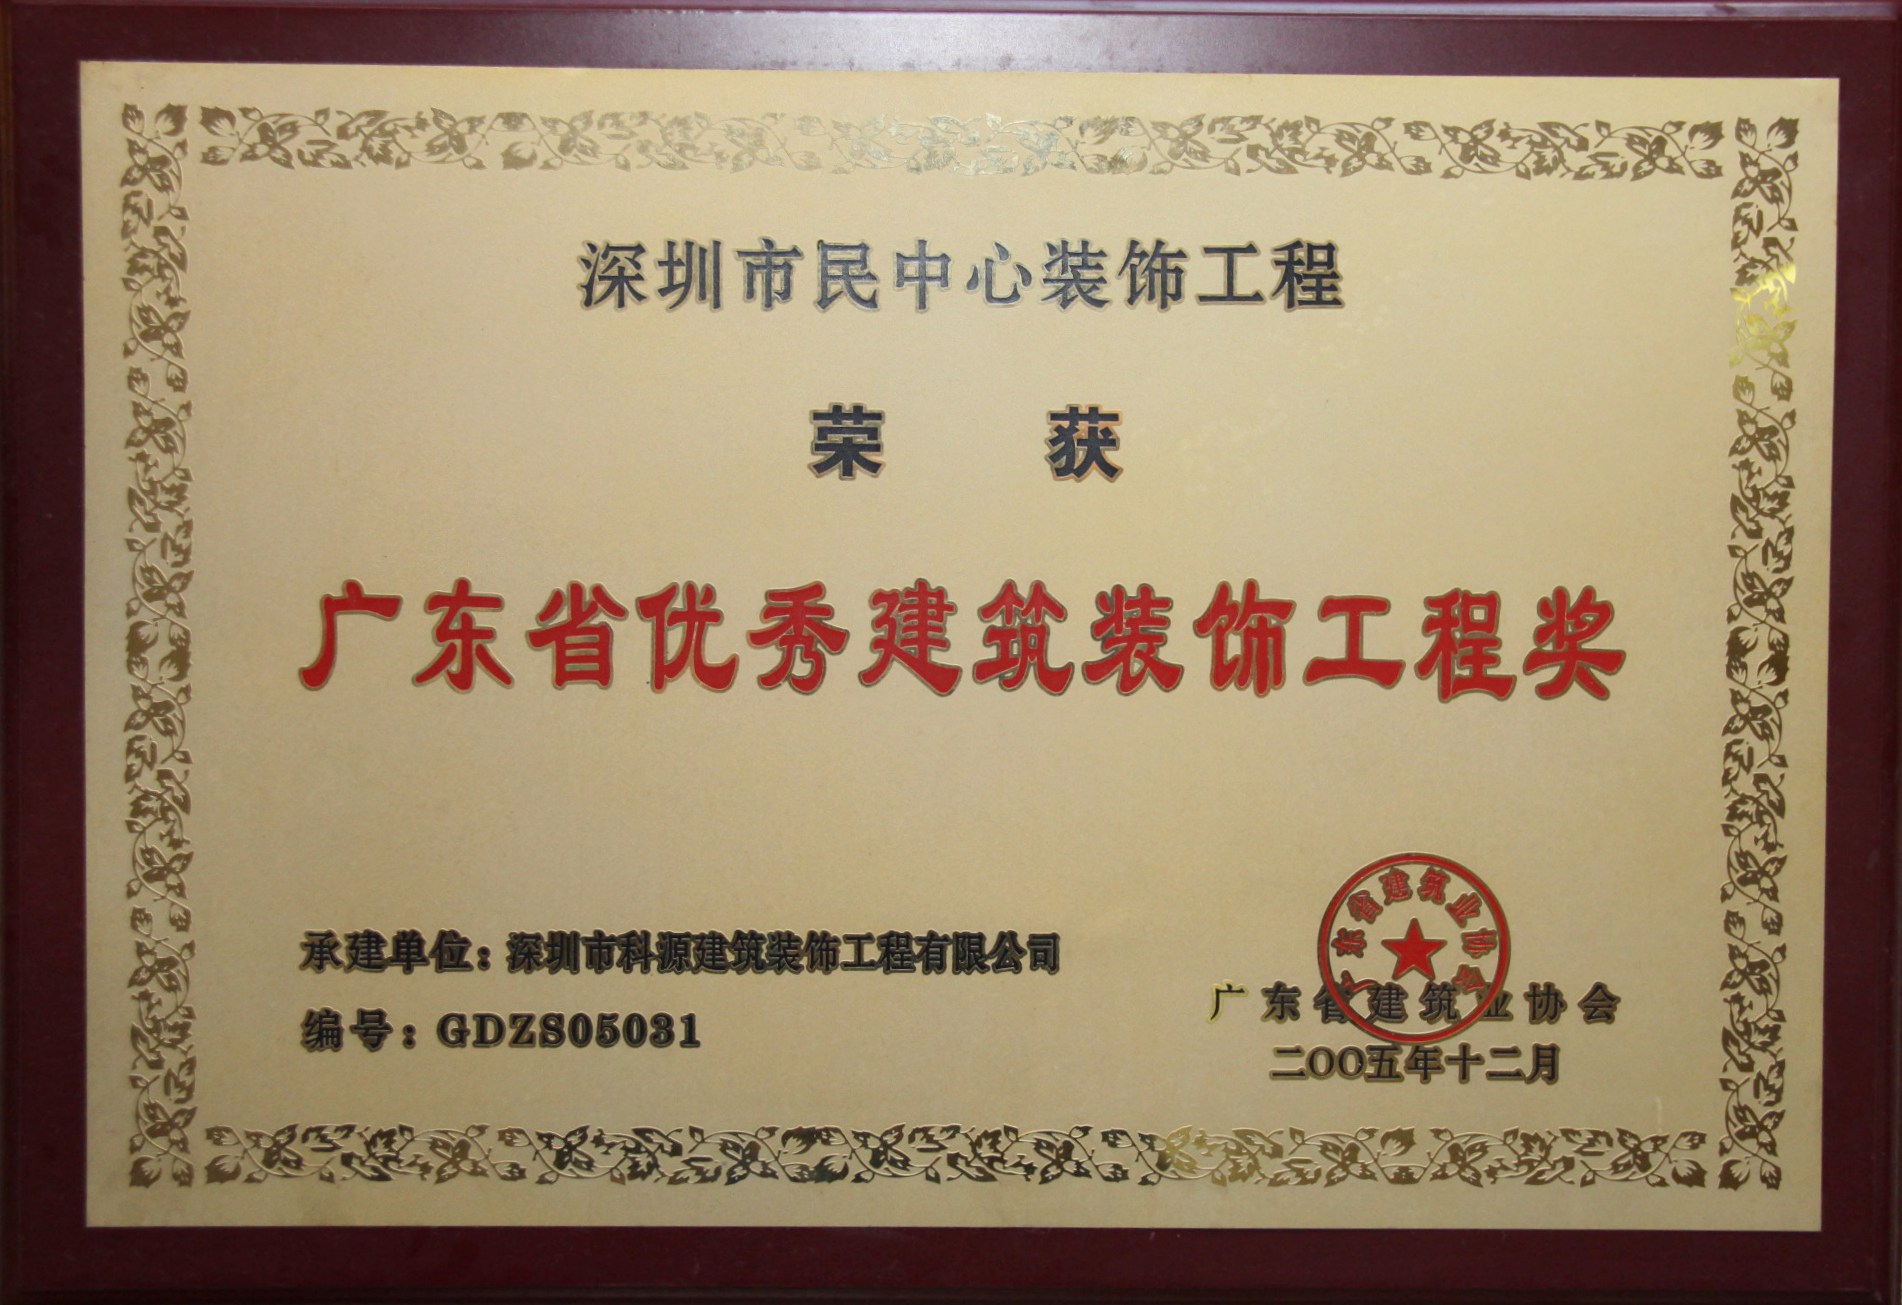 深圳市民中心装饰工程
荣获
广东省优秀建筑装饰工程奖
承建单位：深圳市科源建筑装饰工程有限公司
编号：GDZS05031
广东省建筑业协会
广东省建筑业协会
二〇〇五年十二月